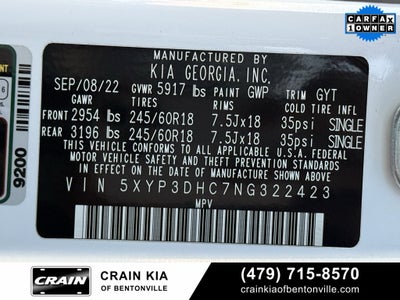 CARFAX
1 OWNER
MANUFACTURED BY
KIA GEORGIA, INC.
SEP/08/22 GVWR 5917 lbs PAINT GWP TRIM GYT
GAWR TIRES RIMS COLD TIRE INFL
FRONT 2954 lbs 245/60R18 7.5Jx18 35psi SINGLE
REAR 3196 lbs 245/60R18 7.5Jx18 35psi SINGLE
THIS VEHICLE CONFORMS TO ALL APPLICABLE FEDERAL
MOTOR VEHICLE SAFETY, BUMPER, AND THEFT PREVENTION
STANDARDS IN EFFECT ON THE DATE OF MANUFACTURE SHOWN ABOVE.
VIN 5XYP3DHC7NG322423
MPV
9200
CRAIN
CRAIN KIA
OF BENTONVILLE
(479) 715-8570
crainkiaofbentonville.com